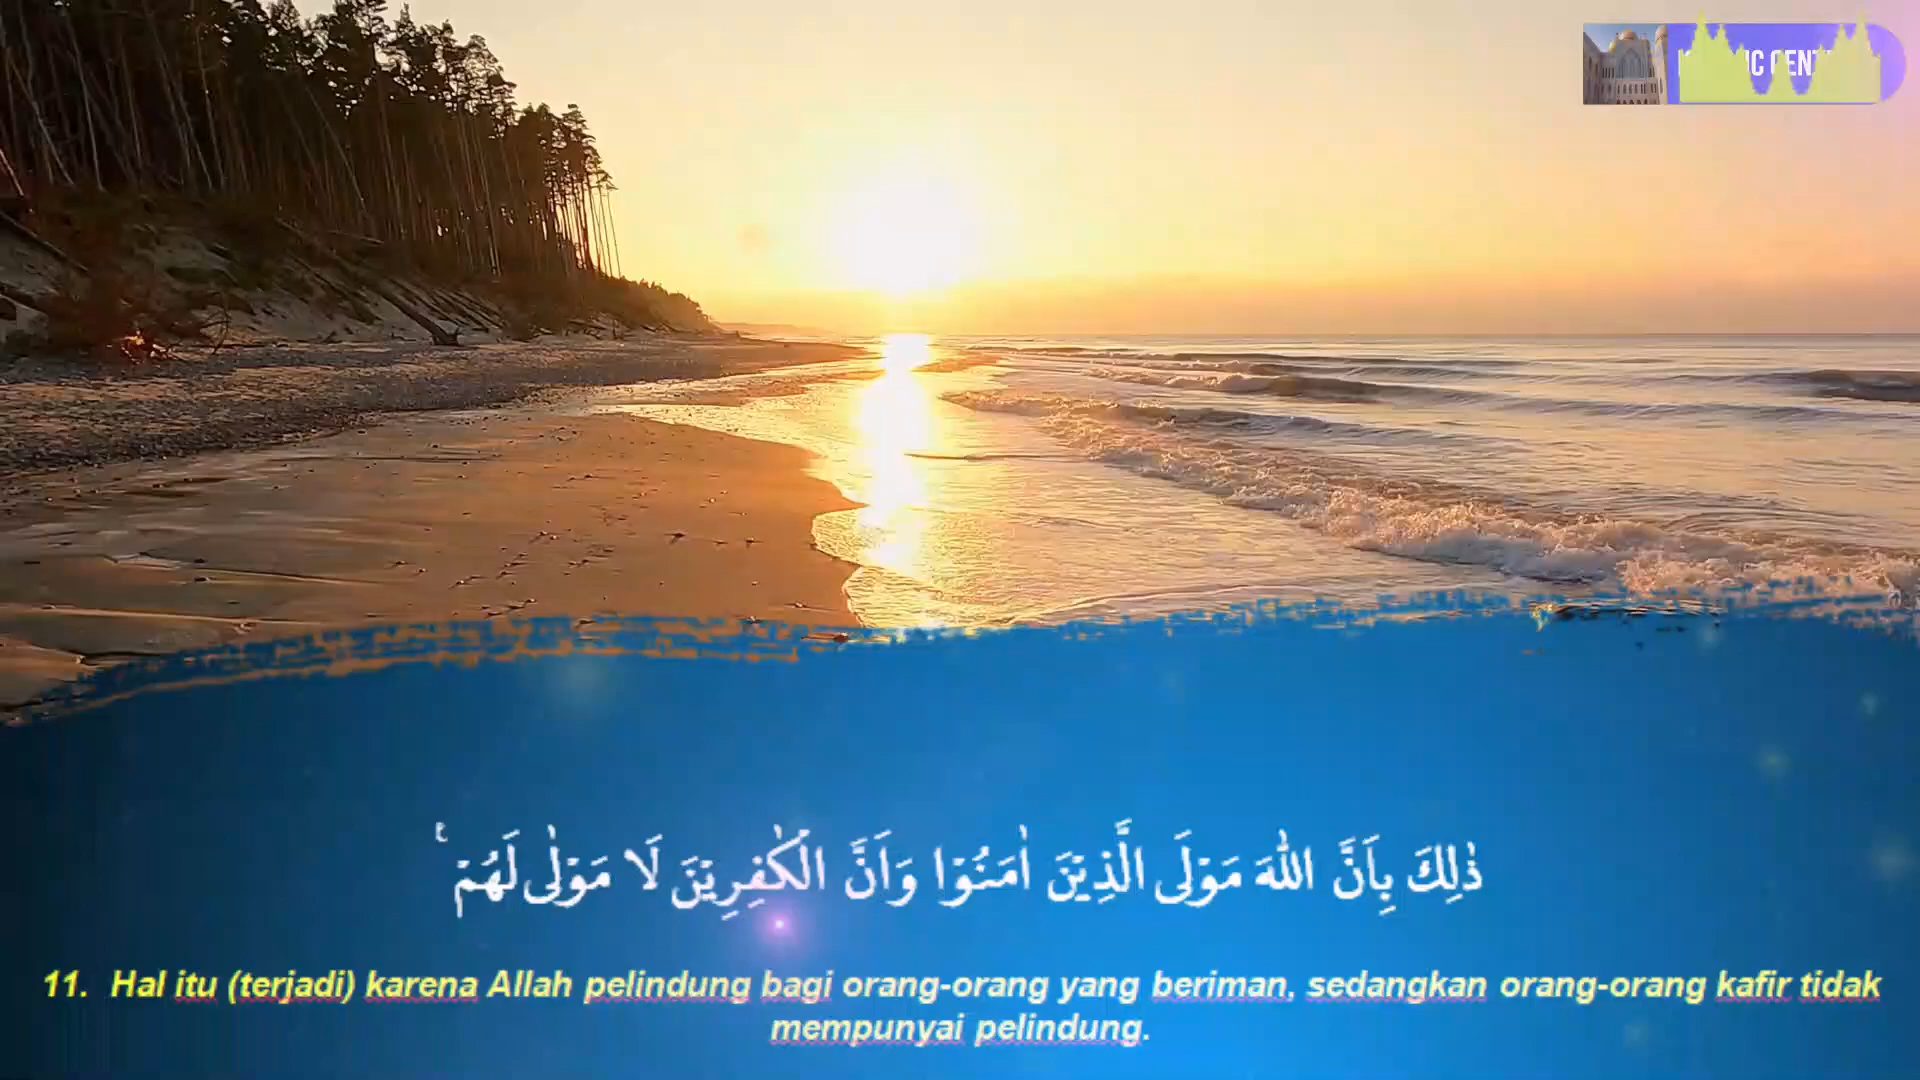 ذٰلِكَ بِاَنَّ اللّٰهَ مَوْلَى الَّذِيْنَ اٰمَنُوْا وَاَنَّ الْكٰفِرِيْنَ لَا مَوْلٰى لَهُمْ ۚ
11. Hal itu (terjadi) karena Allah pelindung bagi orang-orang yang beriman, sedangkan orang-orang kafir tidak
mempunyai pelindung.